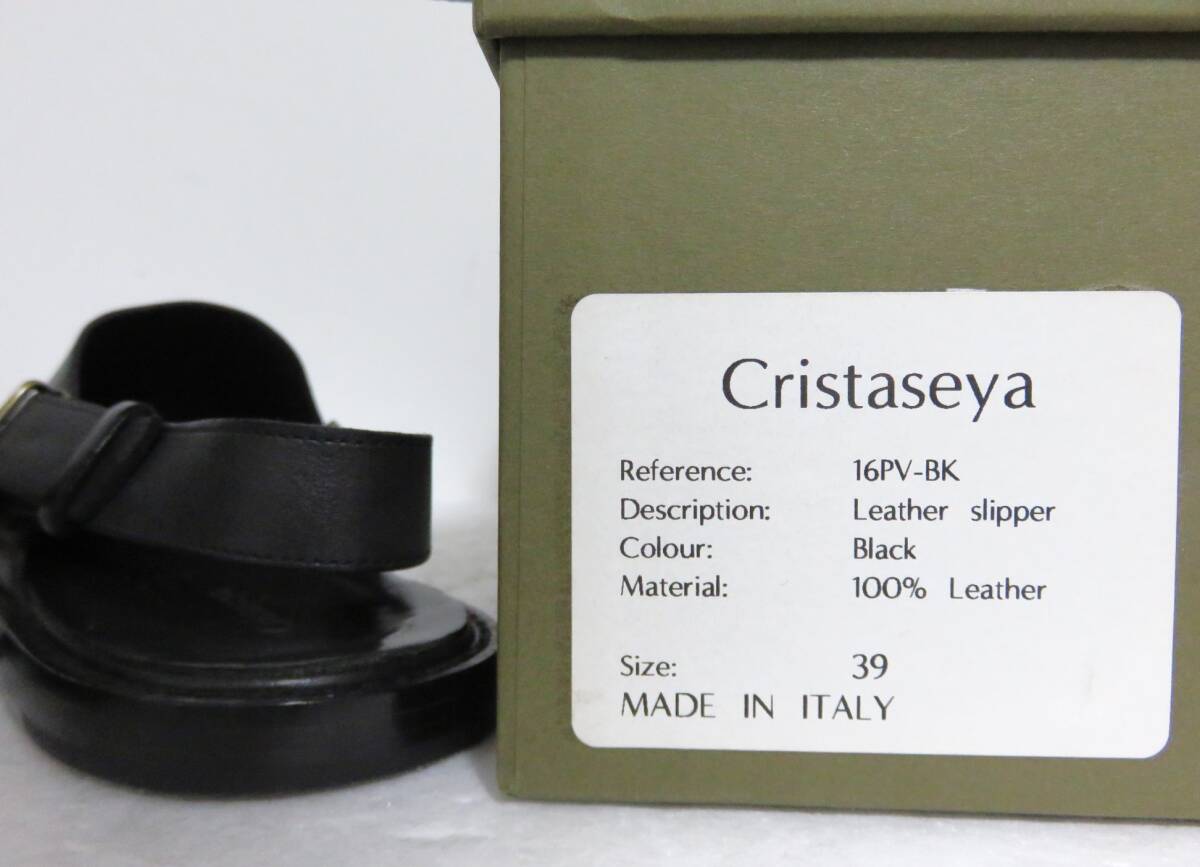 Cristaseya
Reference: 16PV-BK
Description: Leather slipper
Colour: Black
Material: 100% Leather
Size: 39
MADE IN ITALY